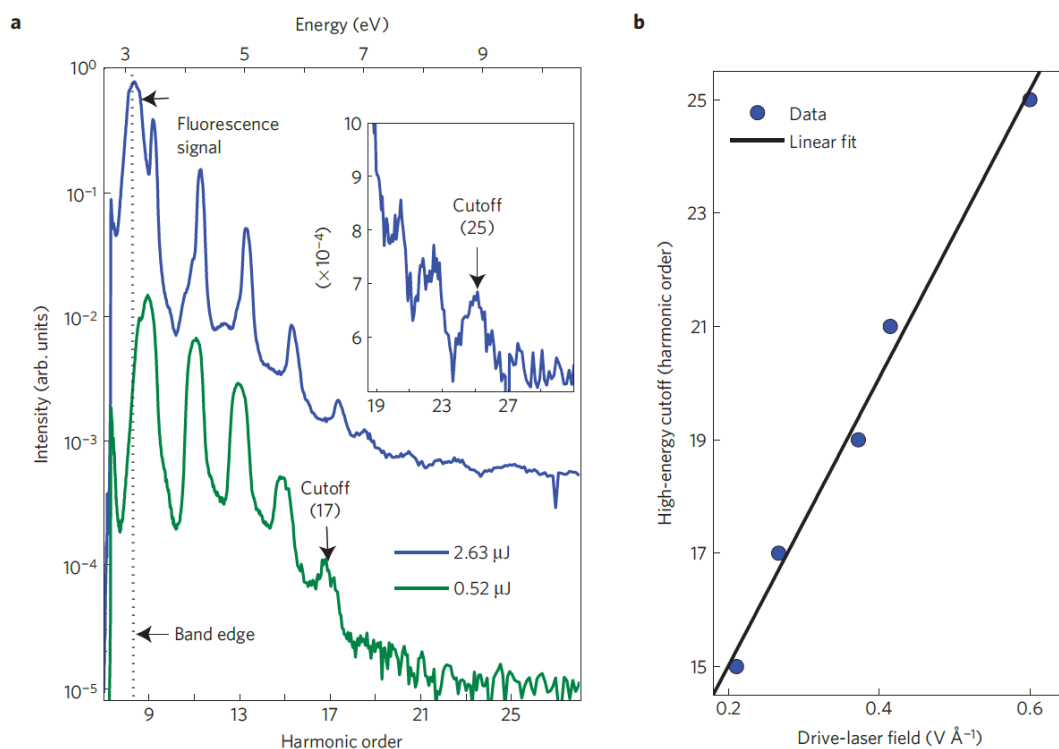 a
Energy (eV)
3 5 7 9
10⁰
10⁻¹
10⁻²
10⁻³
10⁻⁴
10⁻⁵
Intensity (arb. units)
Fluorescence
signal
10
9
8
7
6
(×10⁻⁴)
Cutoff
(25)
19 23 27
Cutoff
(17)
2.63 μJ
0.52 μJ
Band edge
9 13 17 21 25
Harmonic order
b
25
23
21
19
17
15
High-energy cutoff (harmonic order)
Data
Linear fit
0.2 0.4 0.6
Drive-laser field (V Å⁻¹)